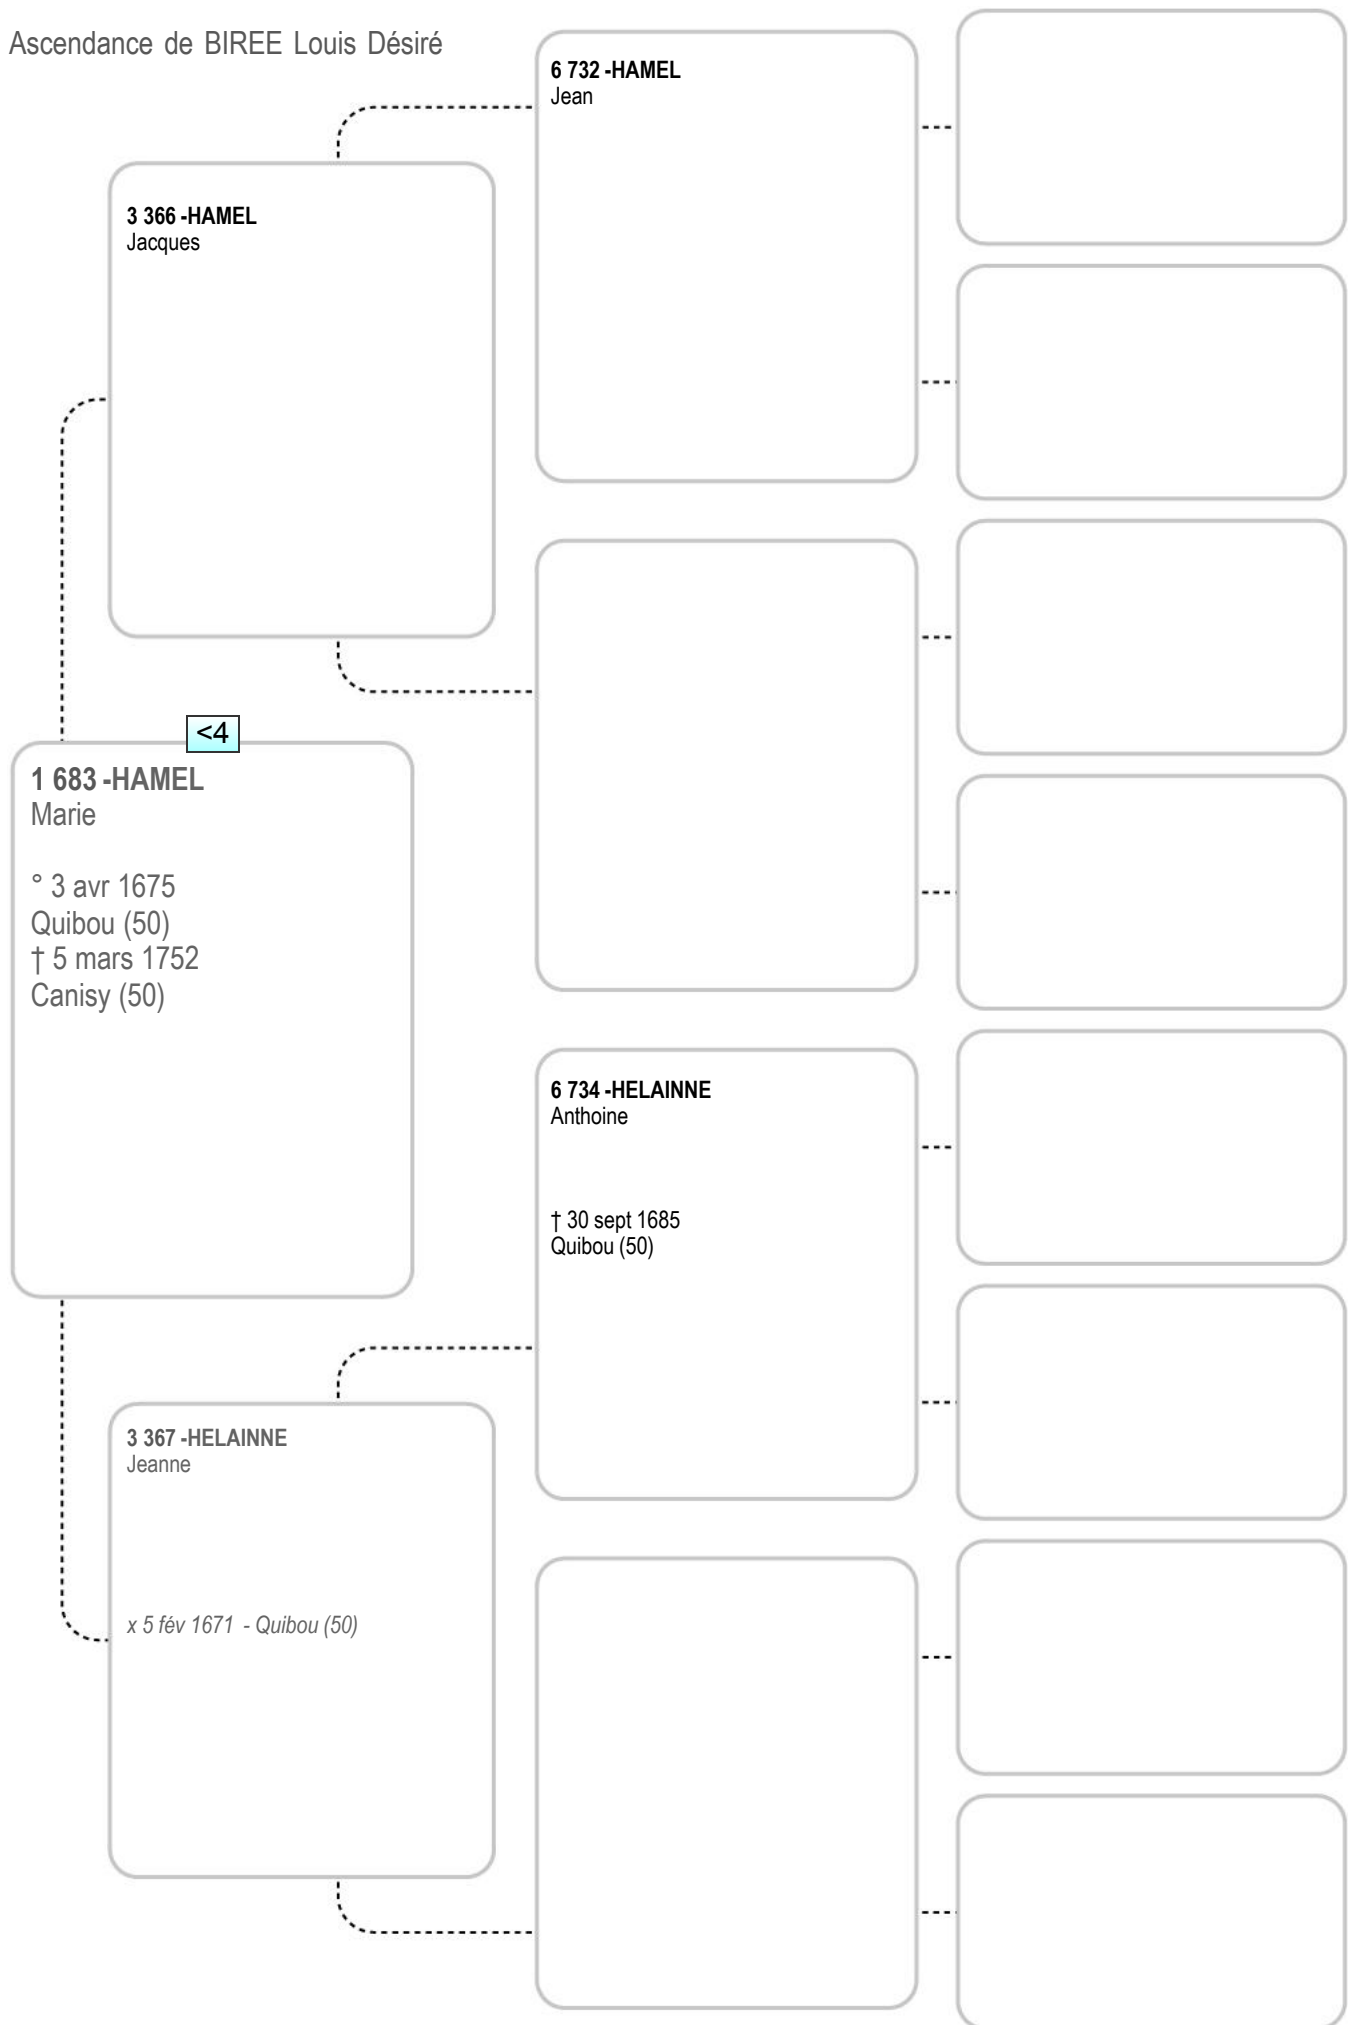 Ascendance de BIREE Louis Désiré
6 732 -HAMEL
Jean
3 366 -HAMEL
Jacques
<4
1 683 -HAMEL
Marie
° 3 avr 1675
Quibou (50)
† 5 mars 1752
Canisy (50)
6 734 -HELAINNE
Anthoine
† 30 sept 1685
Quibou (50)
3 367 -HELAINNE
Jeanne
x 5 fév 1671 - Quibou (50)